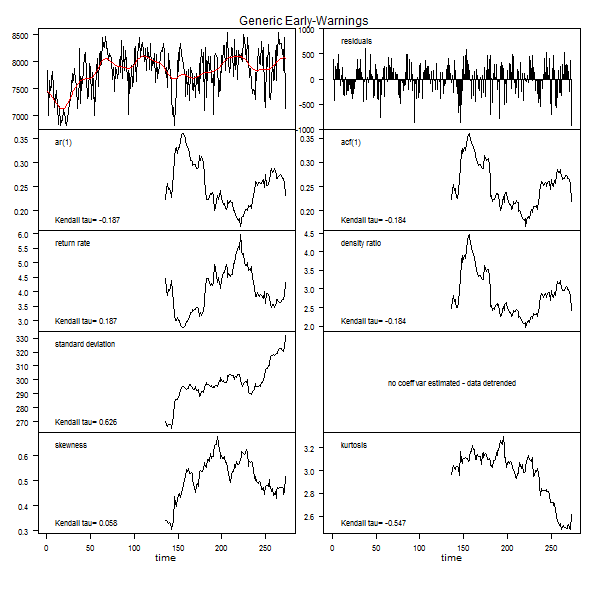 Generic Early-Warnings
8500
8000
7500
7000
1000
500
0
-500
-1000
residuals
0.35
0.30
0.25
0.20
ar(1)
Kendall tau= -0.187
0.35
0.30
0.25
0.20
acf(1)
Kendall tau= -0.184
6.0
5.5
5.0
4.5
4.0
3.5
3.0
return rate
Kendall tau= 0.187
4.5
4.0
3.5
3.0
2.5
2.0
density ratio
Kendall tau= -0.184
330
320
310
300
290
280
270
standard deviation
Kendall tau= 0.626
no coeff var estimated - data detrended
0.6
0.5
0.4
0.3
skewness
Kendall tau= 0.058
3.2
3.0
2.8
2.6
kurtosis
Kendall tau= -0.547
0 50 100 150 200 250
time
0 50 100 150 200 250
time